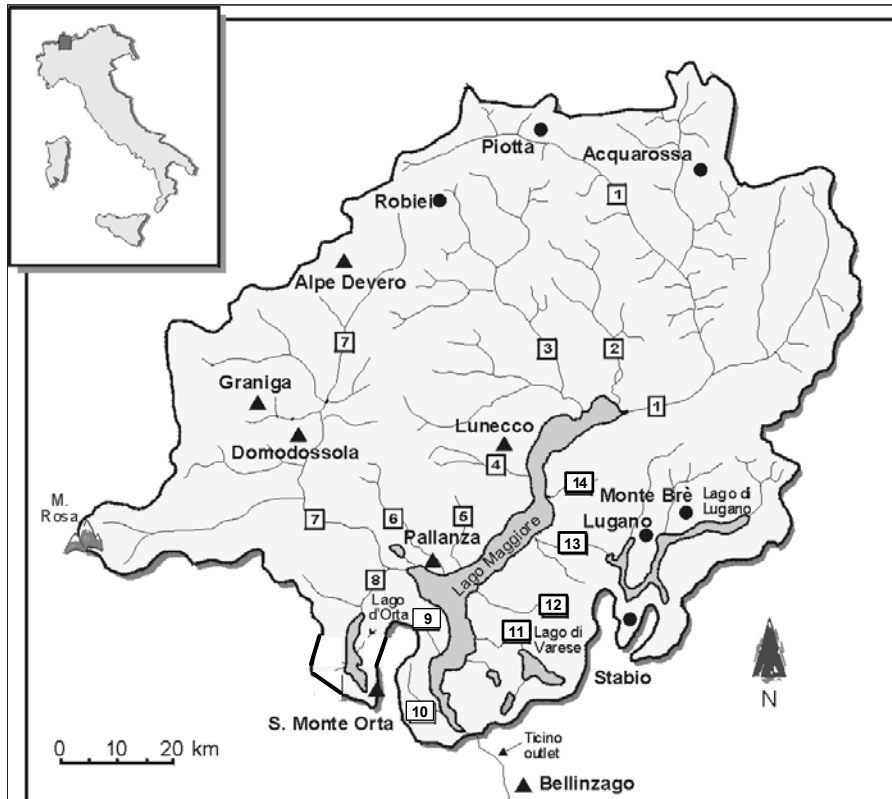 Piotta
Acquarossa
1
Robiei
Alpe Devero
7
3
2
Graniga
1
Lunecco
Domodossola
4
14
Monte Brè
Lago di
Lugano
M.
Rosa
7
6
5
Lugano
Pallanza
13
Lago Maggiore
8
Lago
d'Orta
9
12
11
Lago di
Varese
Stabio
10
S. Monte Orta
N
0 10 20 km
Ticino
outlet
Bellinzago